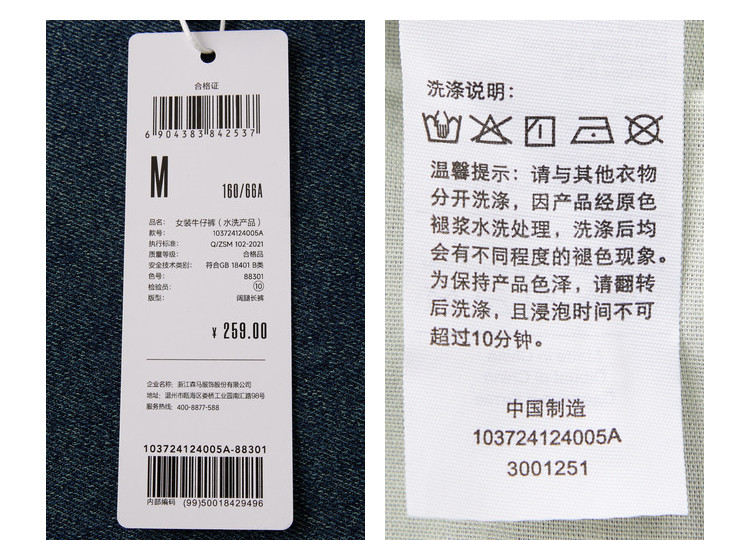 合格证
6 904383 842537
M
160/66A
品名: 女装牛仔裤（水洗产品）
款号: 103724124005A
执行标准: Q/ZSM 102-2021
质量等级: 合格品
安全技术类别: 符合GB 18401 B类
色号: 88301
检验员: 10
版型: 阔腿长裤
¥ 259.00
企业名称: 浙江森马服饰股份有限公司
地址: 温州市瓯海区娄桥工业园南汇路98号
服务热线: 400-8877-588
103724124005A-88301
内部编码 (99)50018429496
洗涤说明:
温馨提示: 请与其他衣物
分开洗涤, 因产品经原色
褪浆水洗处理, 洗涤后均
会有不同程度的褪色现象。
为保持产品色泽, 请翻转
后洗涤, 且浸泡时间不可
超过10分钟。
中国制造
103724124005A
3001251